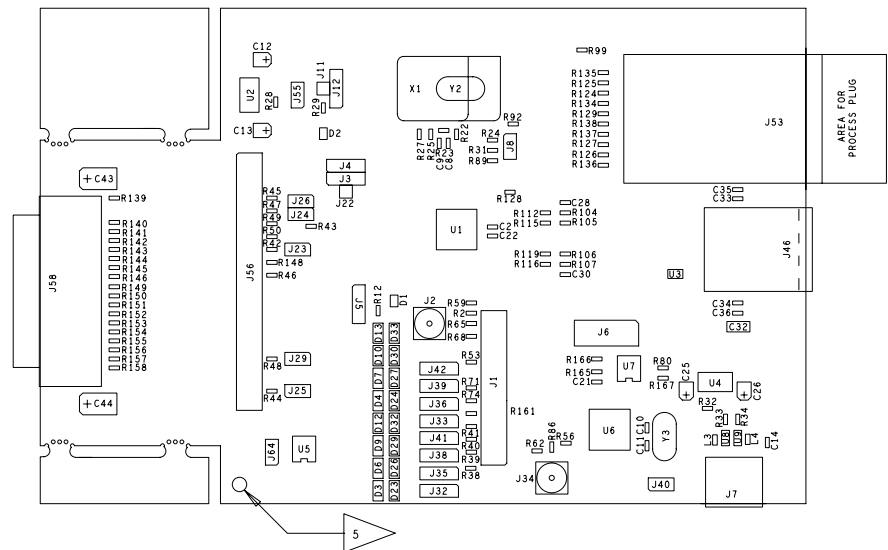 C12
J11
J12
U2
R28
J55
R29
C13
D2
X1
Y2
R27
R25
C9
R23
C8
R22
R92
R24
R31
R89
J8
R99
R135
R125
R124
R134
R129
R138
R137
R127
R126
R136
J53
AREA FOR
PROCESS PLUG
C43
R139
J4
J3
J22
R45
R47
R49
R50
R42
J26
J24
R43
J23
R148
R46
R128
R112
R115
C28
R104
R105
C35
C33
U1
C2
C22
R119
R116
R106
R107
C30
U3
J46
J58
R140
R141
R142
R143
R144
R145
R146
R149
R150
R151
R152
R153
R154
R155
R156
R157
R158
J56
J5
R12
D1
J2
R59
R2
R65
R68
J6
C34
C36
C32
D13
D33
D10
D30
D7
D27
D4
D24
D12
D32
D9
D29
D6
D26
D3
D23
J42
J39
J36
J33
J41
J38
J35
J32
R53
R71
R74
R41
R40
R39
R38
J1
R161
R166
R165
C21
U7
R80
R167
C25
U4
C26
R48
J29
R44
J25
C44
R32
R33
R34
L3
U8
U9
L4
C14
R62
R86
R56
J34
U6
C10
C11
Y3
J40
J7
J64
U5
5